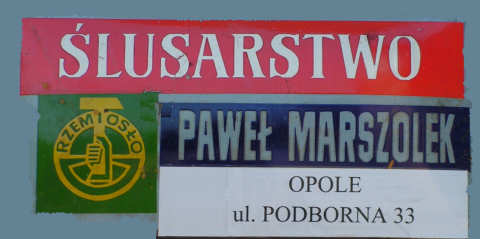 ŚLUSARSTWO
RZEMIOSŁO
PAWEŁ MARSZOLEK
OPOLE
ul. PODBORNA 33